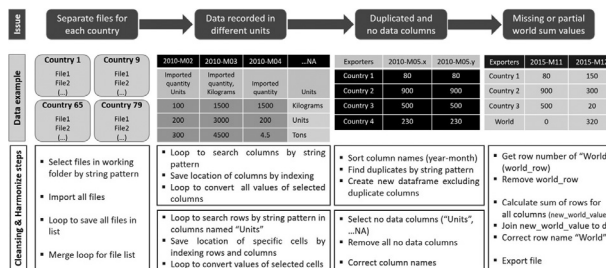 Issue
Separate files for
each country
Data recorded in
different units
Duplicated and
no data columns
Missing or partial
world sum values
Data example
Country 1
File1
File2
(...)
Country 9
File1
File2
(...)
Country 65
File1
File2
(...)
Country 79
File1
File2
(...)
2010-M02 2010-M03 2010-M04 ...NA
Imported quantity Units
Imported quantity, Kilograms
Imported quantity
Units
100 1500 1500 Kilograms
200 3000 200 Units
300 4500 4.5 Tons
Exporters 2010-M05.x 2010-M05.y
Country 1 80 80
Country 2 900 900
Country 3 500 500
Country 4 230 230
Exporters 2015-M11 2015-M12
Country 1 80 150
Country 2 900 300
Country 3 500 20
World 0 320
Cleansing & Harmonize steps
▪ Select files in working
folder by string pattern
▪ Import all files
▪ Loop to save all files in
list
▪ Merge loop for file list
▪ Loop to search columns by string
pattern
▪ Save location of columns by indexing
▪ Loop to convert all values of selected
columns
▪ Loop to search rows by string pattern in
columns named "Units"
▪ Save location of specific cells by
indexing rows and columns
▪ Loop to convert values of selected cells
▪ Sort column names (year-month)
▪ Find duplicates by string pattern
▪ Create new dataframe excluding
duplicate columns
▪ Select no data columns ("Units",
...NA)
▪ Remove all no data columns
▪ Correct column names
▪ Get row number of "World
(world_row)
▪ Remove world_row
▪ Calculate sum of rows for
all columns (new_world_value
▪ Join new_world_value to d
▪ Correct row name "World"
▪ Export file